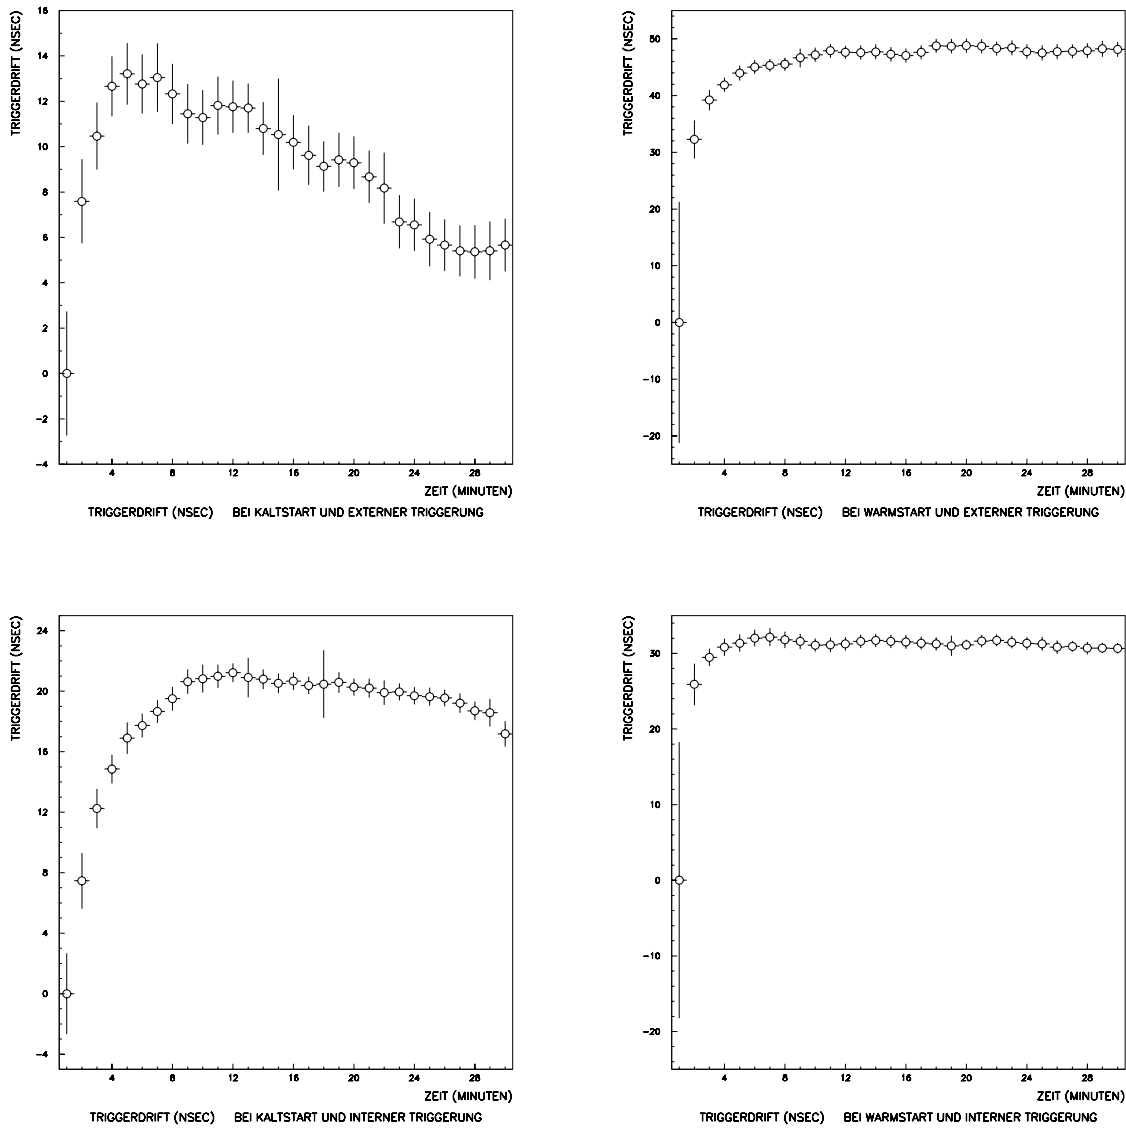 TRIGGERDRIFT (NSEC)
16
14
12
10
8
6
4
2
0
−2
−4
4 8 12 16 20 24 28
ZEIT (MINUTEN)
TRIGGERDRIFT (NSEC) BEI KALTSTART UND EXTERNER TRIGGERUNG
TRIGGERDRIFT (NSEC)
50
40
30
20
10
0
−10
−20
4 8 12 16 20 24 28
ZEIT (MINUTEN)
TRIGGERDRIFT (NSEC) BEI WARMSTART UND EXTERNER TRIGGERUNG
TRIGGERDRIFT (NSEC)
24
20
16
12
8
4
0
−4
4 8 12 16 20 24 28
ZEIT (MINUTEN)
TRIGGERDRIFT (NSEC) BEI KALTSTART UND INTERNER TRIGGERUNG
TRIGGERDRIFT (NSEC)
30
20
10
0
−10
−20
4 8 12 16 20 24 28
ZEIT (MINUTEN)
TRIGGERDRIFT (NSEC) BEI WARMSTART UND INTERNER TRIGGERUNG